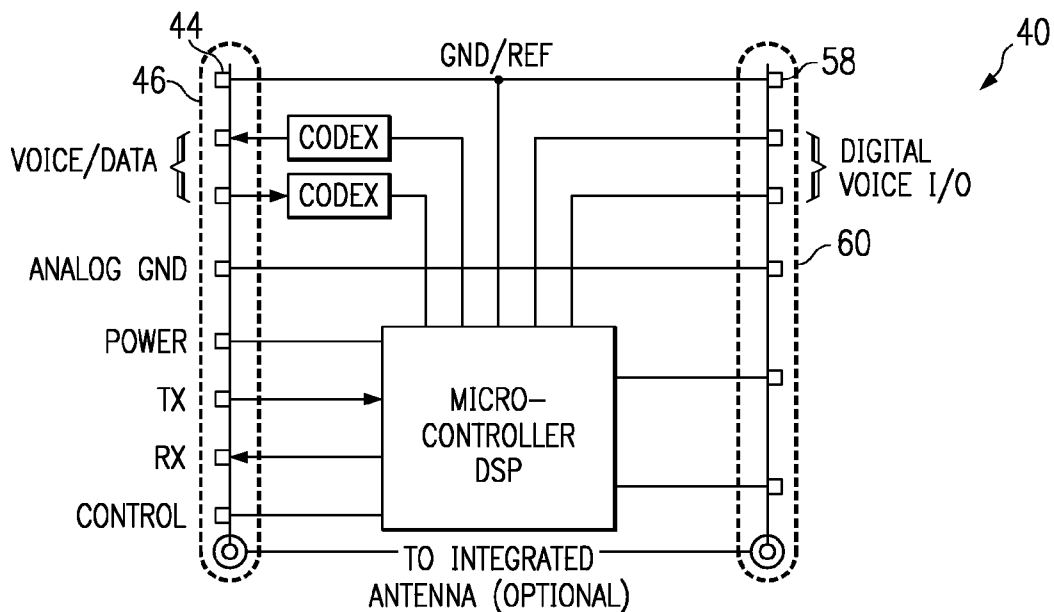 44
GND/REF
58
40
46
CODEX
VOICE/DATA
CODEX
DIGITAL
VOICE I/O
60
ANALOG GND
POWER
TX
MICRO-
CONTROLLER
DSP
RX
CONTROL
TO INTEGRATED
ANTENNA (OPTIONAL)